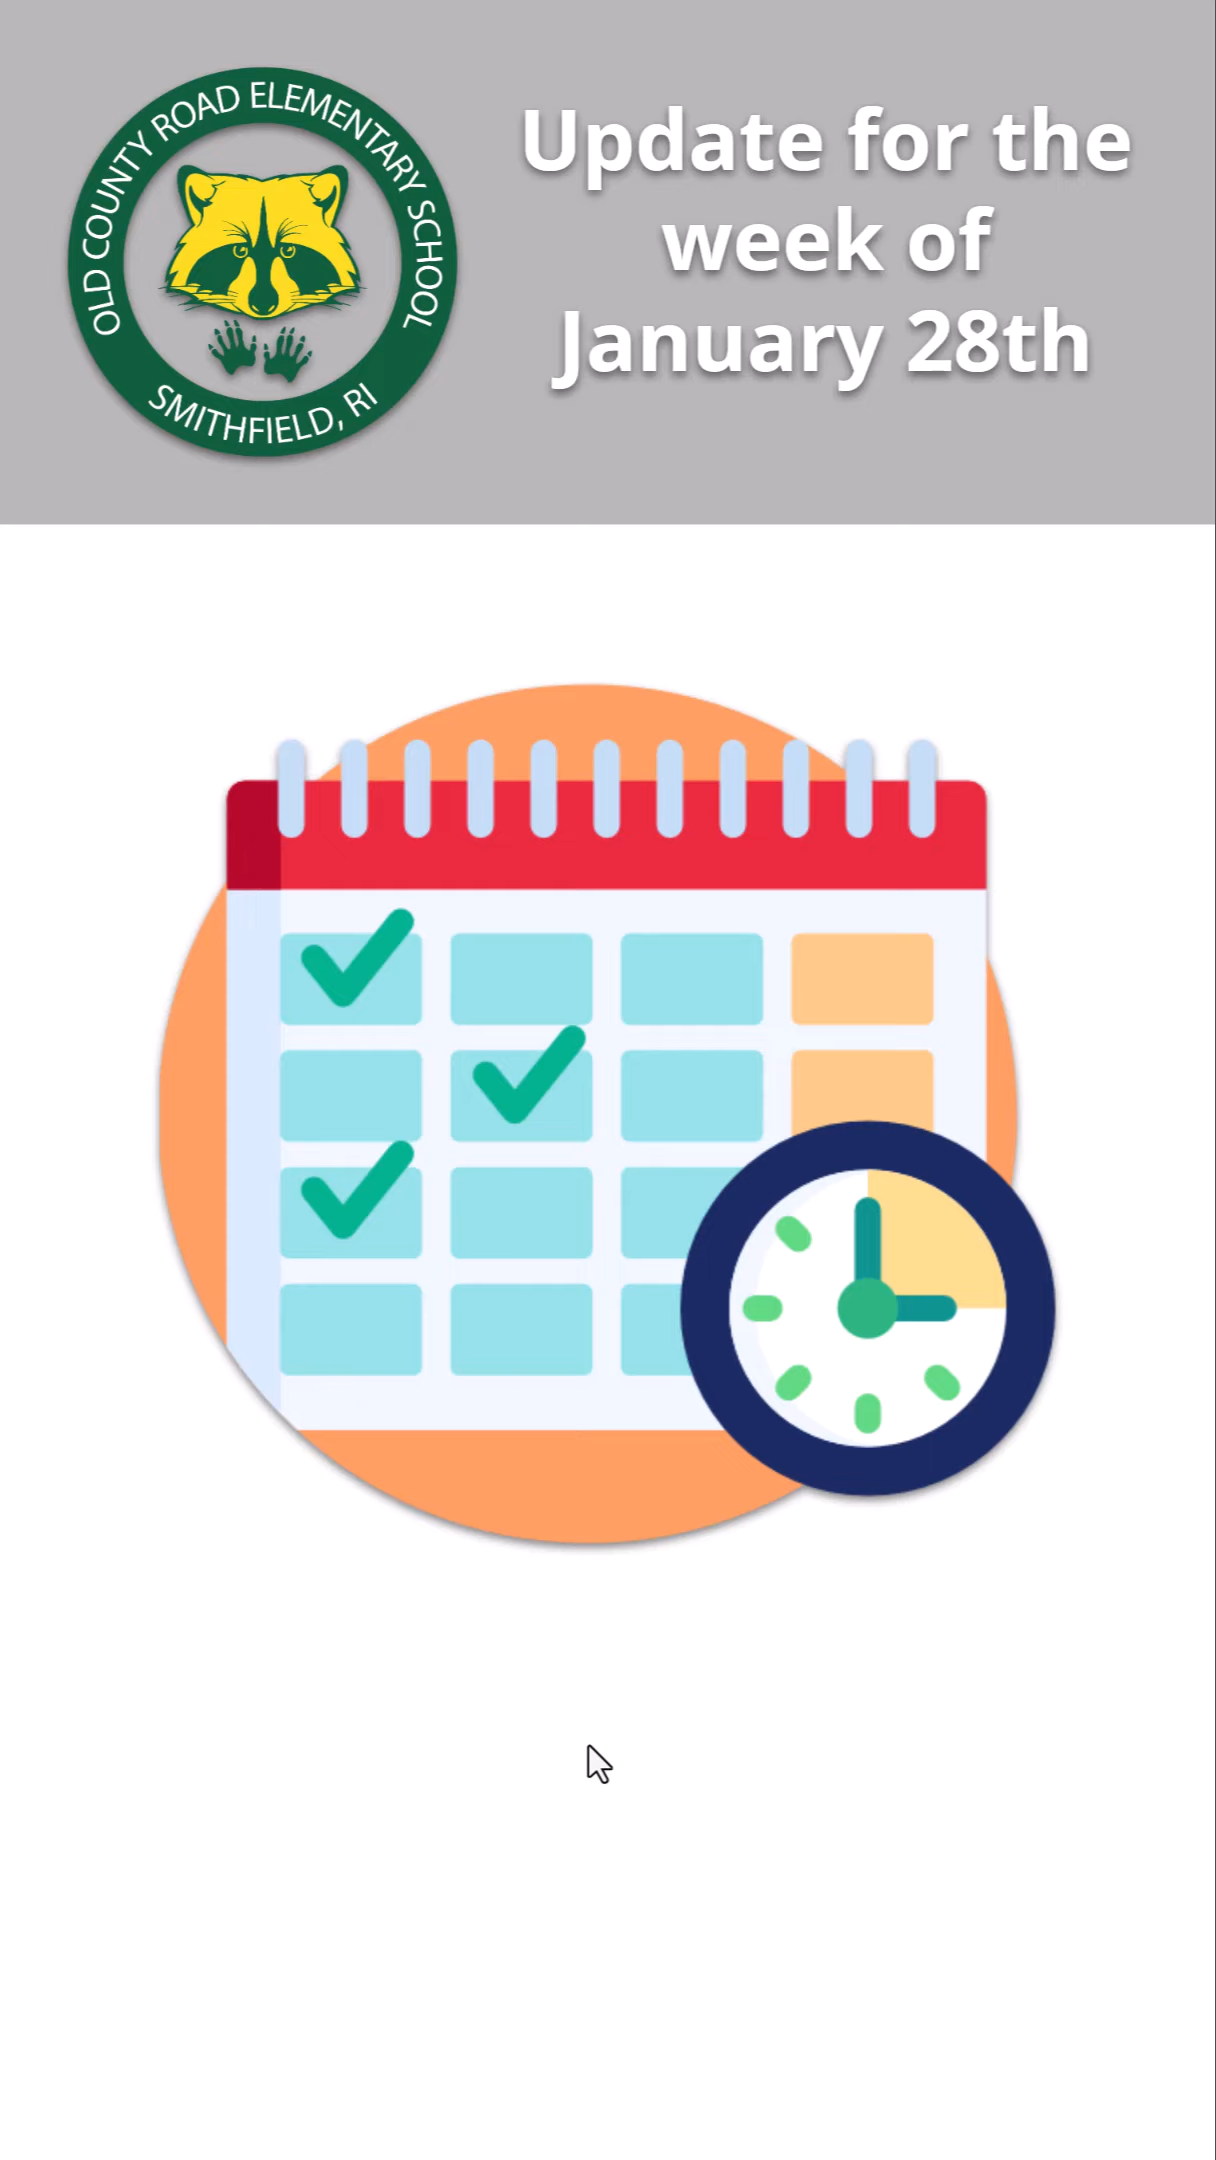 OLD COUNTY ROAD ELEMENTARY SCHOOL
SMITHFIELD, RI
Update for the
week of
January 28th